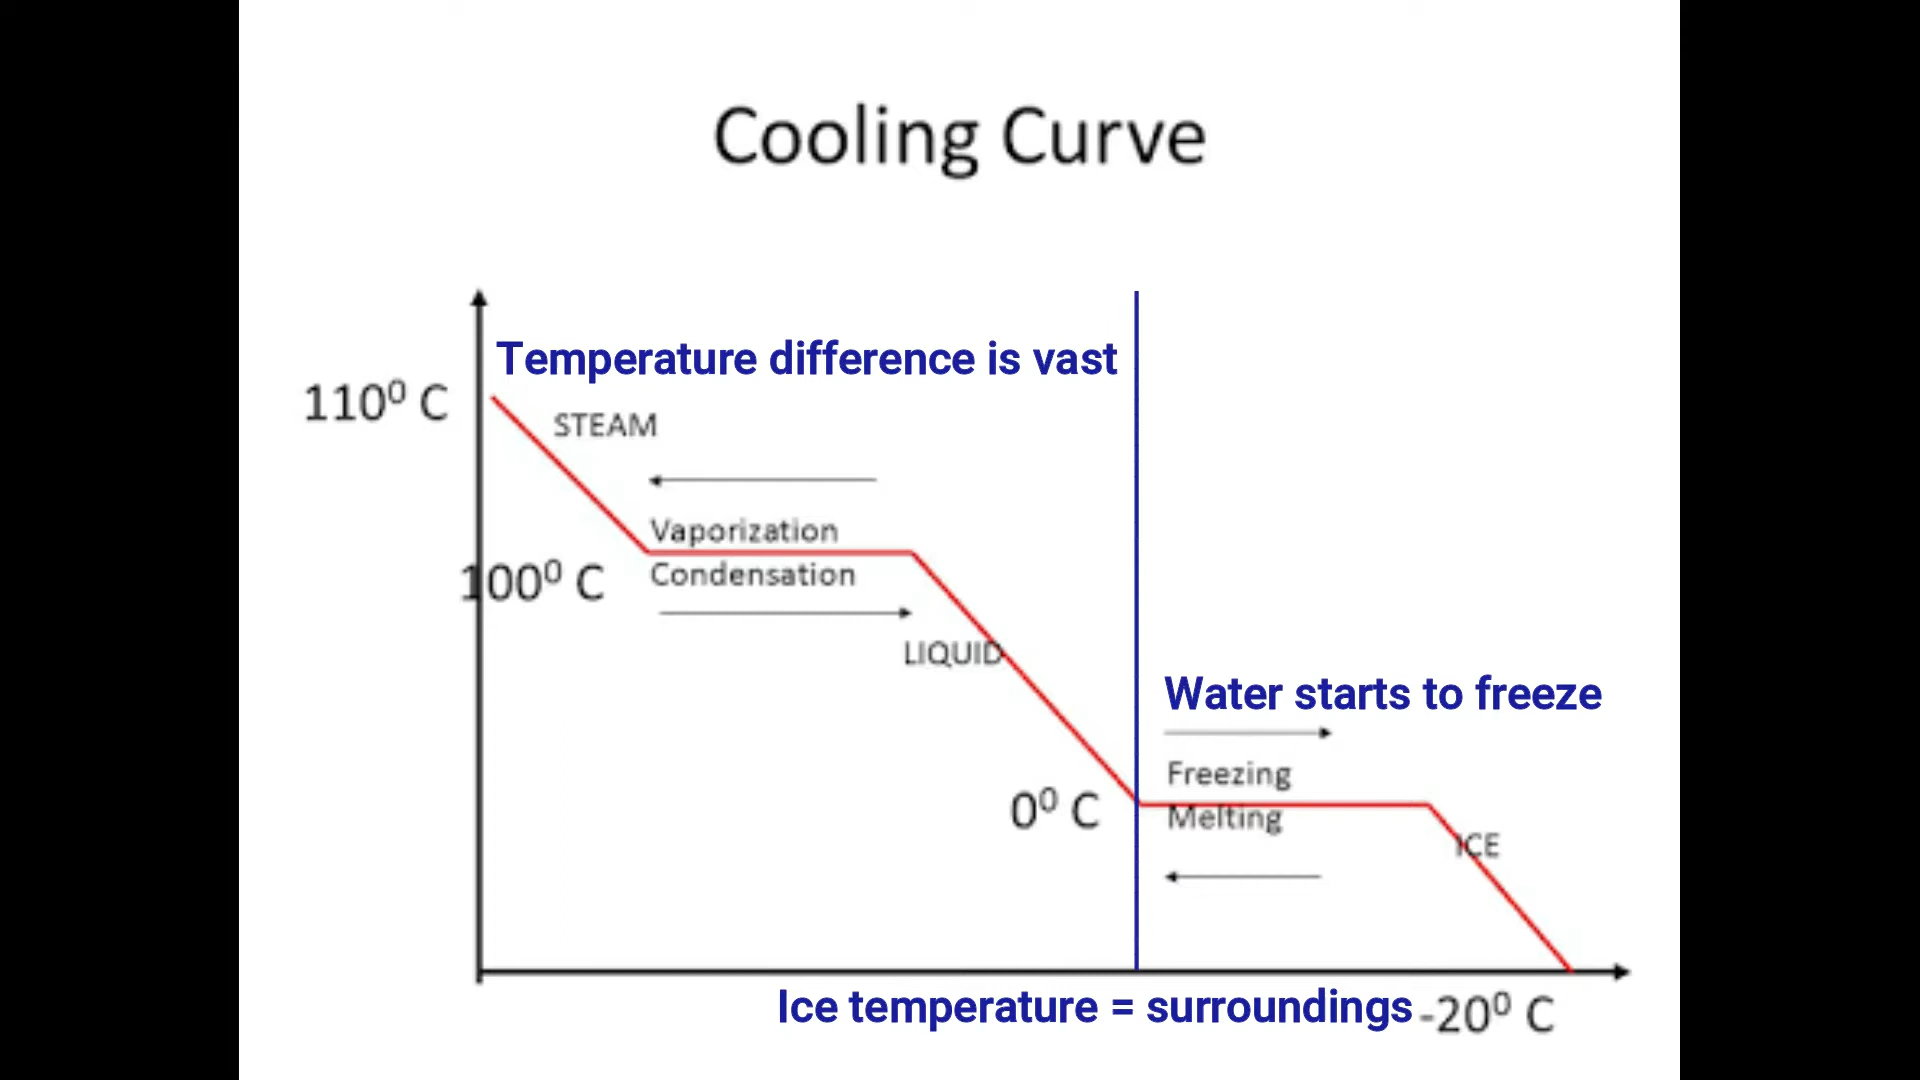 Cooling Curve
Temperature difference is vast
110⁰ C
STEAM
Vaporization
100⁰ C
Condensation
LIQUID
Water starts to freeze
Freezing
0⁰ C
Melting
ICE
Ice temperature = surroundings
-20⁰ C